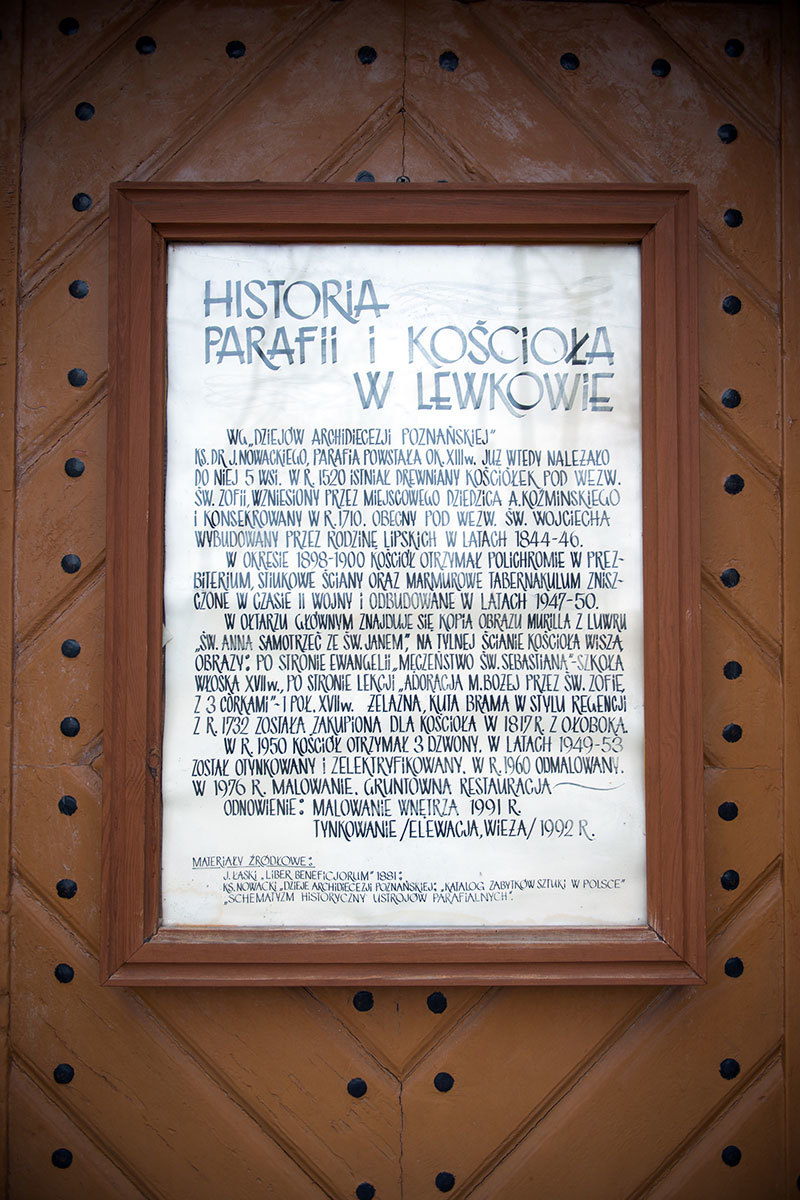 HISTORIA
PARAFII I KOŚCIOŁA
W LEWKOWIE
WG „DZIEJÓW ARCHIDIECEZJI POZNAŃSKIEJ"
KS. DR J. NOWACKIEGO, PARAFIA POWSTAŁA OK. XIII w. JUŻ WTEDY NALEŻAŁO
DO NIEJ 5 WSI. W R. 1520 ISTNIAŁ DREWNIANY KOŚCIÓŁEK POD WEZW.
ŚW. ZOFII, WZNIESIONY PRZEZ MIEJSCOWEGO DZIEDZICA A. KOŹMINSKIEGO
I KONSEKROWANY W R. 1710. OBECNY POD WEZW. ŚW. WOJCIECHA
WYBUDOWANY PRZEZ RODZINĘ LIPSKICH W LATACH 1844-46.
W OKRESIE 1898-1900 KOŚCIÓŁ OTRZYMAŁ POLICHROMIE W PREZ-
BITERIUM, STIUKOWE ŚCIANY ORAZ MARMUROWE TABERNAKULUM ZNISZ-
CZONE W CZASIE II WOJNY I ODBUDOWANE W LATACH 1947-50.
W OŁTARZU GŁÓWNYM ZNAJDUJE SIĘ KOPIA OBRAZU MURILLA Z LUWRU
„ŚW. ANNA SAMOTRZEĆ ZE ŚW. JANEM", NA TYLNEJ ŚCIANIE KOŚCIOŁA WISZĄ
OBRAZY: PO STRONIE EWANGELII „MĘCZEŃSTWO ŚW. SEBASTIANA"-SZKOŁA
WŁOSKA XVII w., PO STRONIE LEKCJI „ADORACJA M. BOŻEJ PRZEZ ŚW. ZOFIĘ,
Z 3 CÓRKAMI"-I POŁ. XVII w. ŻELAZNA, KUTA BRAMA W STYLU REGENCJI
Z R. 1732 ZOSTAŁA ZAKUPIONA DLA KOŚCIOŁA W 1817 R. Z OŁOBOKA.
W R. 1950 KOŚCIÓŁ OTRZYMAŁ 3 DZWONY. W LATACH 1949-53
ZOSTAŁ OTYNKOWANY I ZELEKTRYFIKOWANY. W R. 1960 ODMALOWANY.
W 1976 R. MALOWANIE. GRUNTOWNA RESTAURACJA
ODNOWIENIE: MALOWANIE WNĘTRZA 1991 R.
TYNKOWANIE /ELEWACJA, WIEŻA/ 1992 R.
MATERIAŁY ŹRÓDŁOWE:
J. ŁASKI „LIBER BENEFICJORUM" 1881;
KS. NOWACKI „DZIEJE ARCHIDIECEZJI POZNAŃSKIEJ; „KATALOG ZABYTKÓW SZTUKI W POLSCE"
„SCHEMATYZM HISTORYCZNY USTROJÓW PARAFIALNYCH".